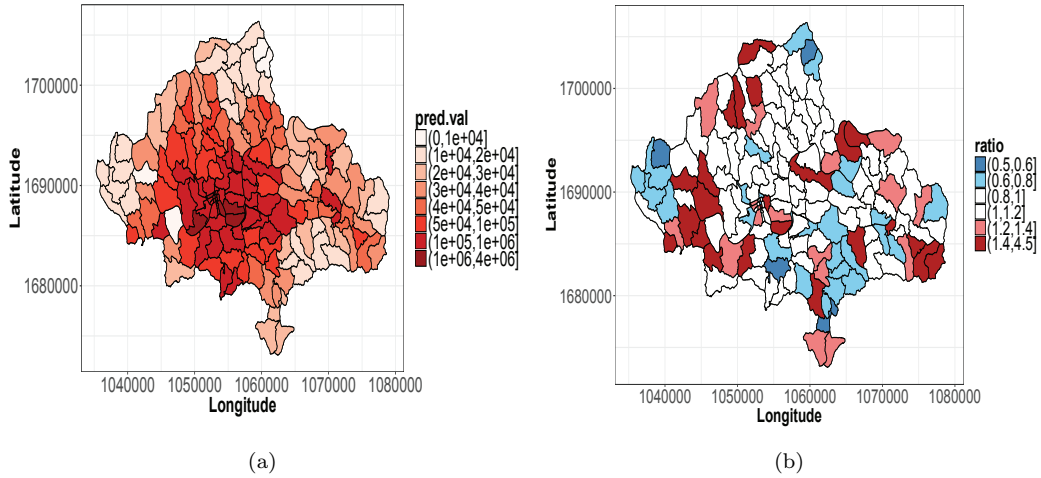 1700000
1690000
1680000
Latitude
1040000 1050000 1060000 1070000 1080000
Longitude
pred.val
(0,1e+04]
(1e+04,2e+04]
(2e+04,3e+04]
(3e+04,4e+04]
(4e+04,5e+04]
(5e+04,1e+05]
(1e+05,1e+06]
(1e+06,4e+06]
(a)
1700000
1690000
1680000
Latitude
1040000 1050000 1060000 1070000 1080000
Longitude
ratio
(0.5,0.6]
(0.6,0.8]
(0.8,1]
(1,1.2]
(1.2,1.4]
(1.4,4.5]
(b)